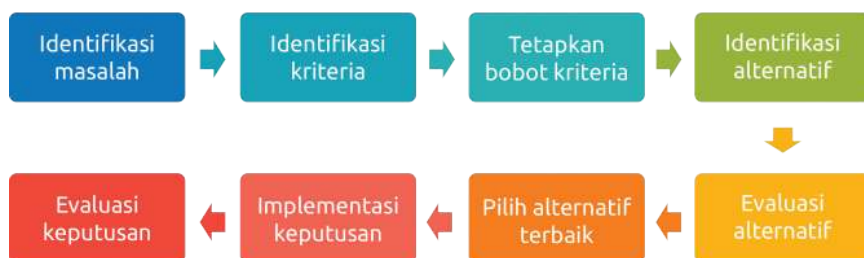 Identifikasi
masalah
Identifikasi
kriteria
Tetapkan
bobot kriteria
Identifikasi
alternatif
Evaluasi
alternatif
Pilih alternatif
terbaik
Implementasi
keputusan
Evaluasi
keputusan